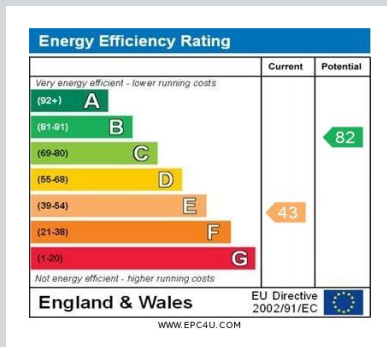 Energy Efficiency Rating
Current Potential
Very energy efficient - lower running costs
(92+) A
(81-91) B
82
(69-80) C
(55-68) D
(39-54) E
43
(21-38) F
(1-20) G
Not energy efficient - higher running costs
England & Wales
EU Directive
2002/91/EC
WWW.EPC4U.COM